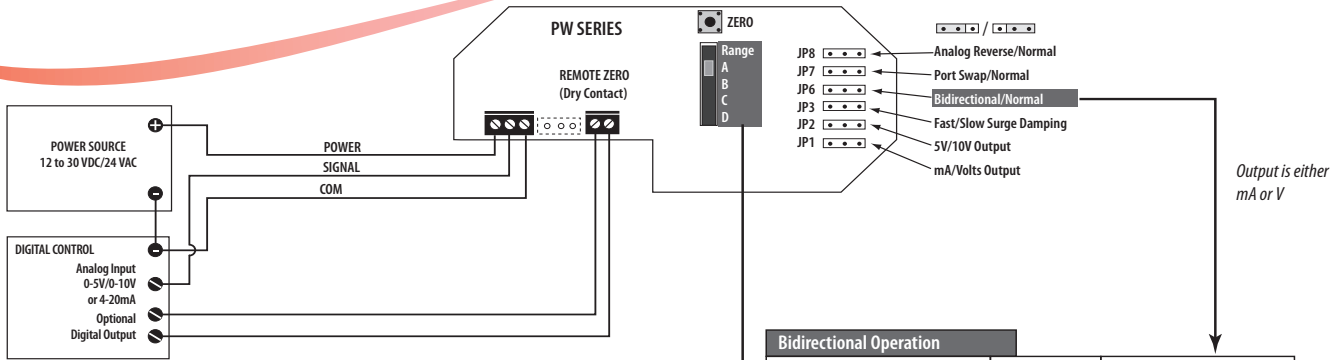 PW SERIES
ZERO
REMOTE ZERO
(Dry Contact)
Range
A
B
C
D
JP8
JP7
JP6
JP3
JP2
JP1
/
Analog Reverse/Normal
Port Swap/Normal
Bidirectional/Normal
Fast/Slow Surge Damping
5V/10V Output
mA/Volts Output
Output is either
mA or V
POWER SOURCE
12 to 30 VDC/24 VAC
POWER
SIGNAL
COM
DIGITAL CONTROL
Analog Input
0-5V/0-10V
or 4-20mA
Optional
Digital Output
Bidirectional Operation